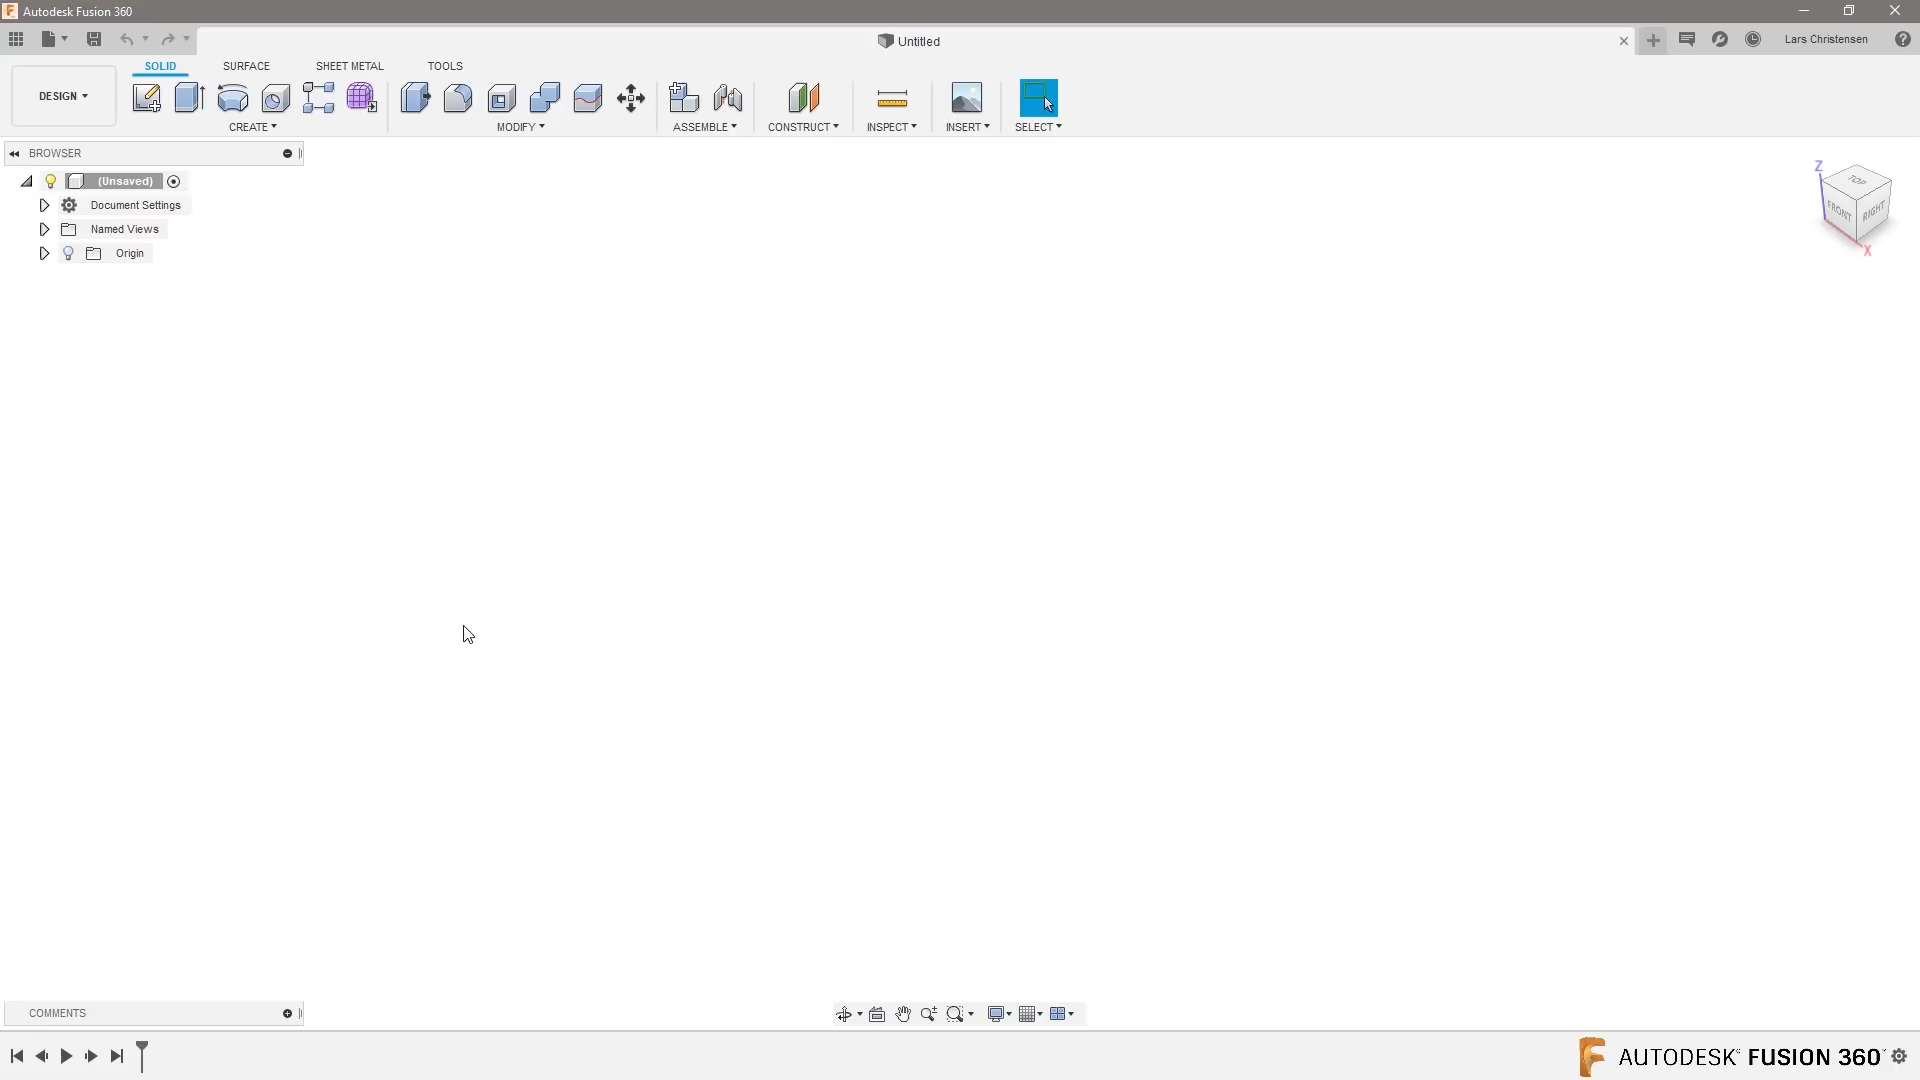 Autodesk Fusion 360
Untitled
Lars Christensen
SOLID SURFACE SHEET METAL TOOLS
DESIGN
CREATE MODIFY ASSEMBLE CONSTRUCT INSPECT INSERT SELECT
BROWSER
(Unsaved)
Document Settings
Named Views
Origin
Z
TOP
FRONT RIGHT
X
COMMENTS
AUTODESK FUSION 360